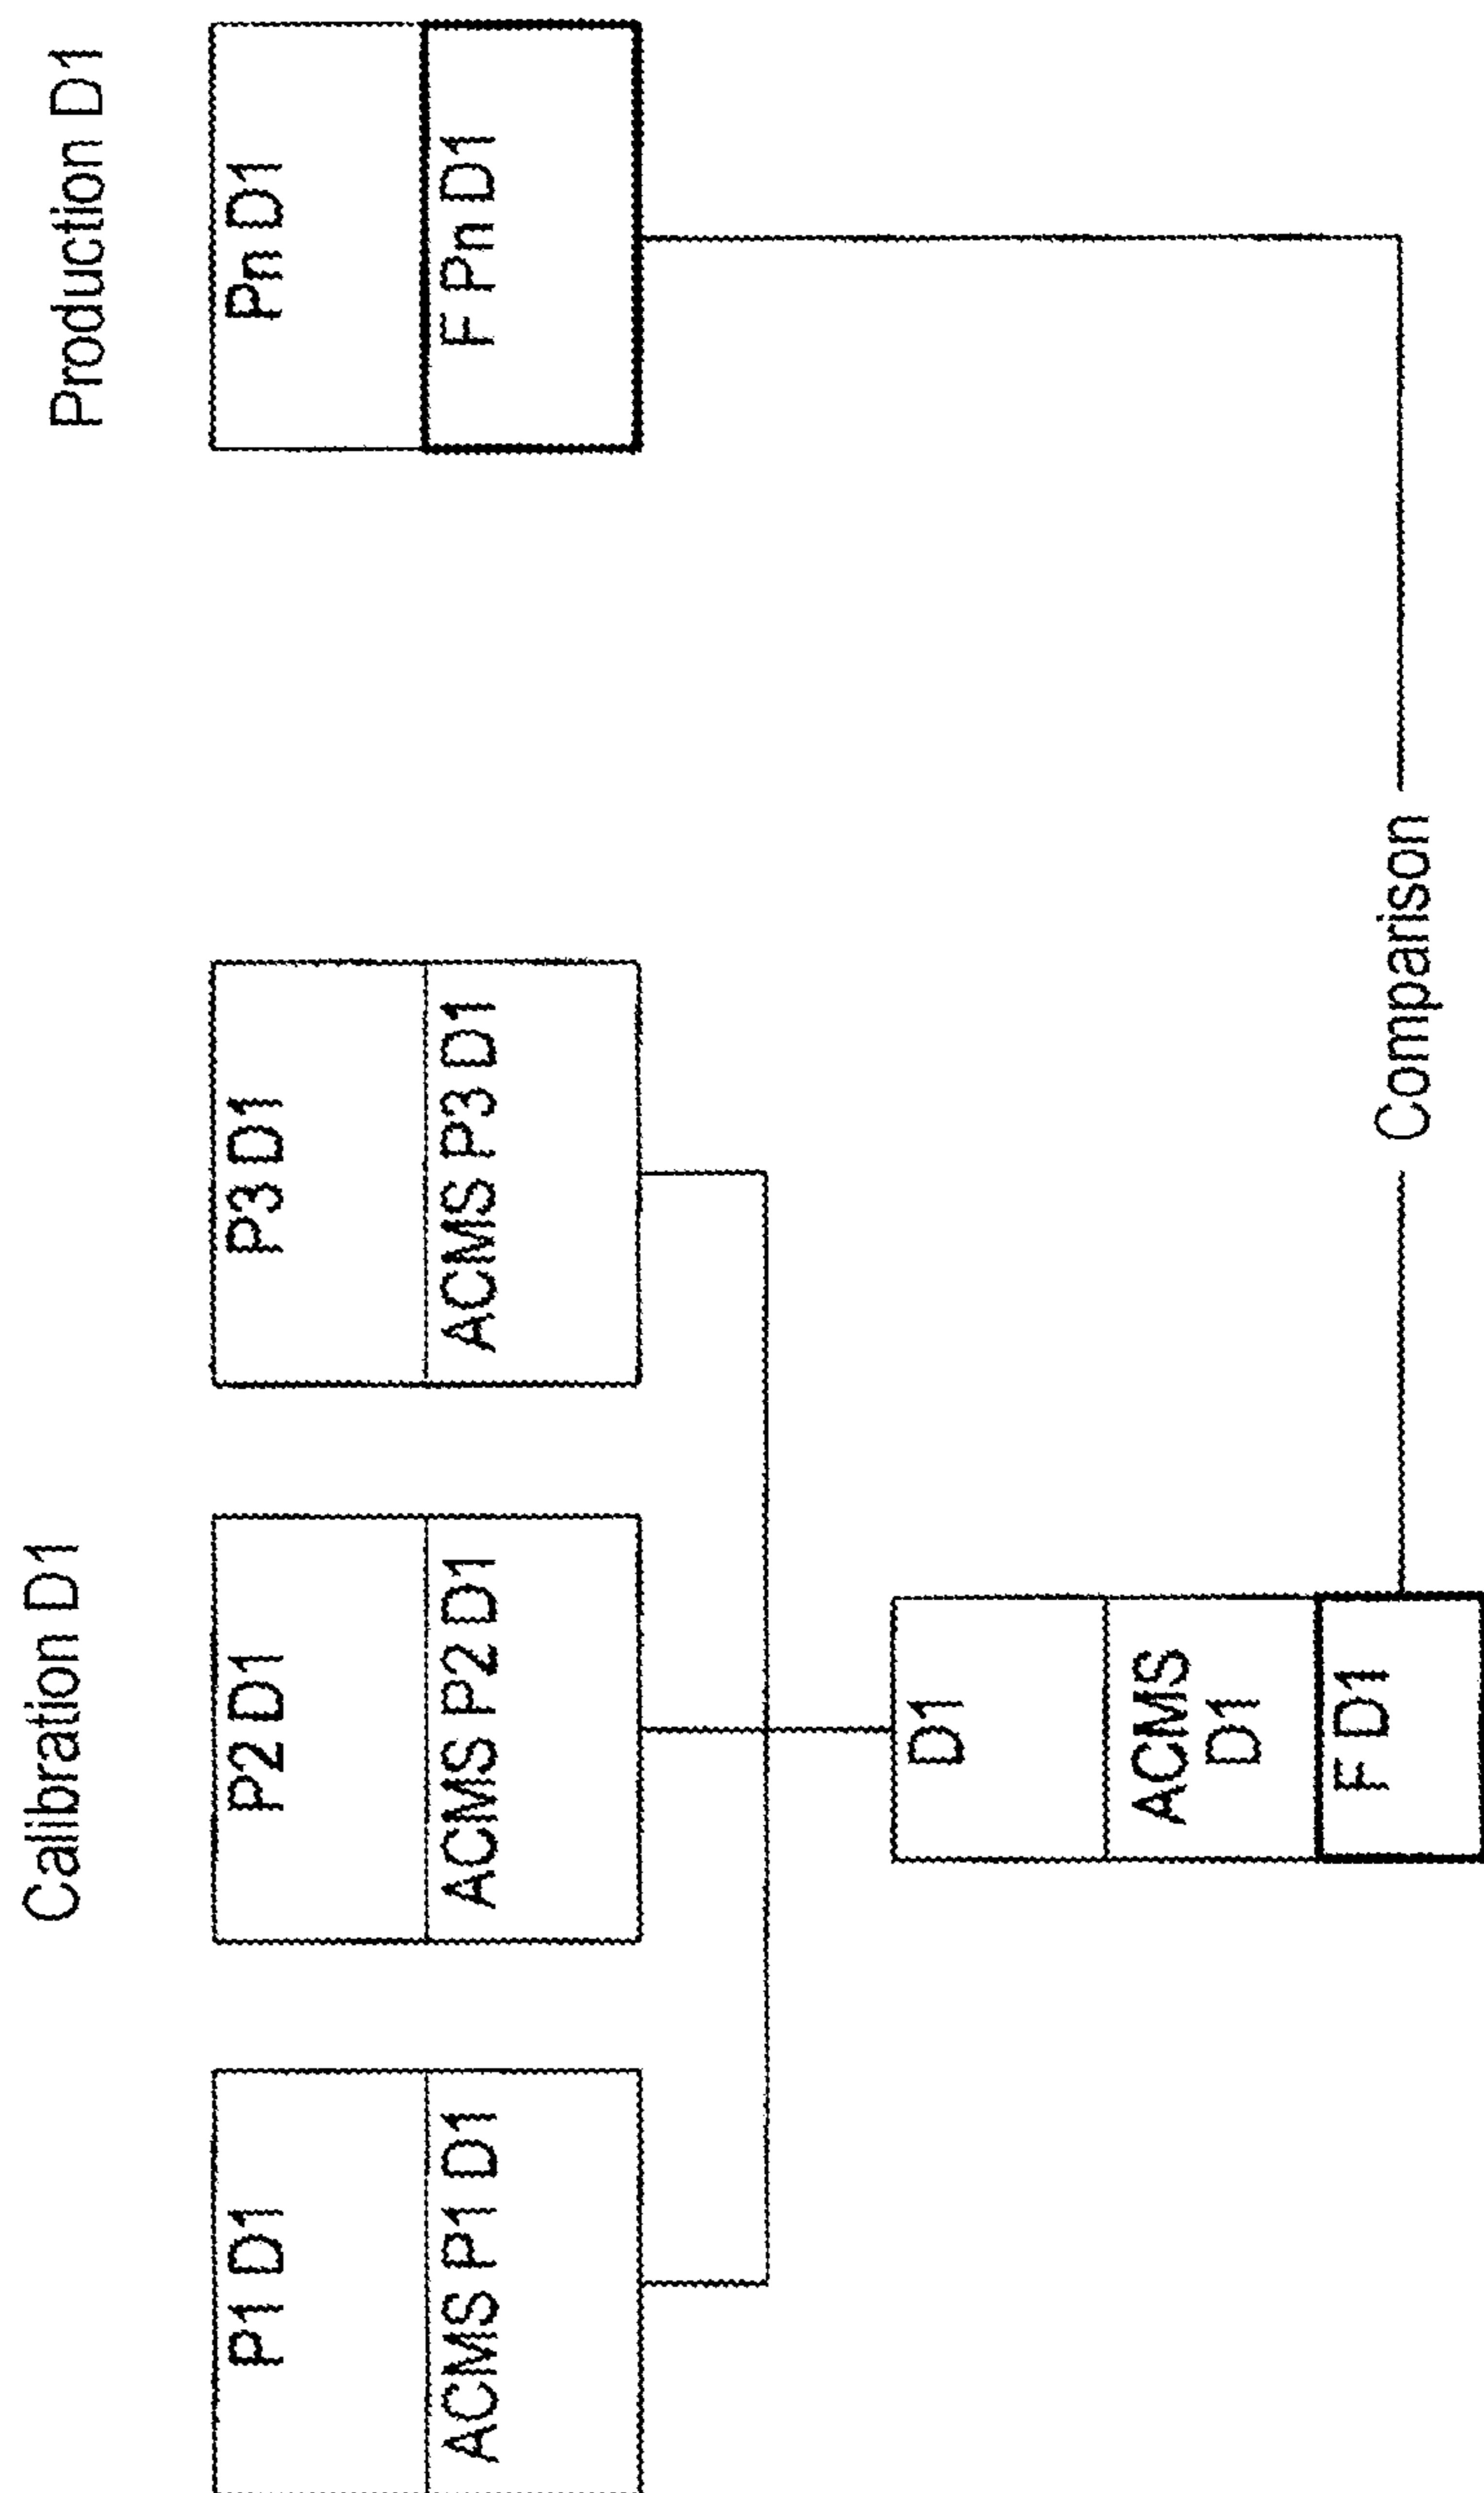 Calibration D1
Production D1
P1 D1
ACMS P1 D1
P2 D1
ACMS P2 D1
P3 D1
ACMS P3 D1
Pn D1
F Pn D1
D1
ACMS
D1
F D1
Comparison